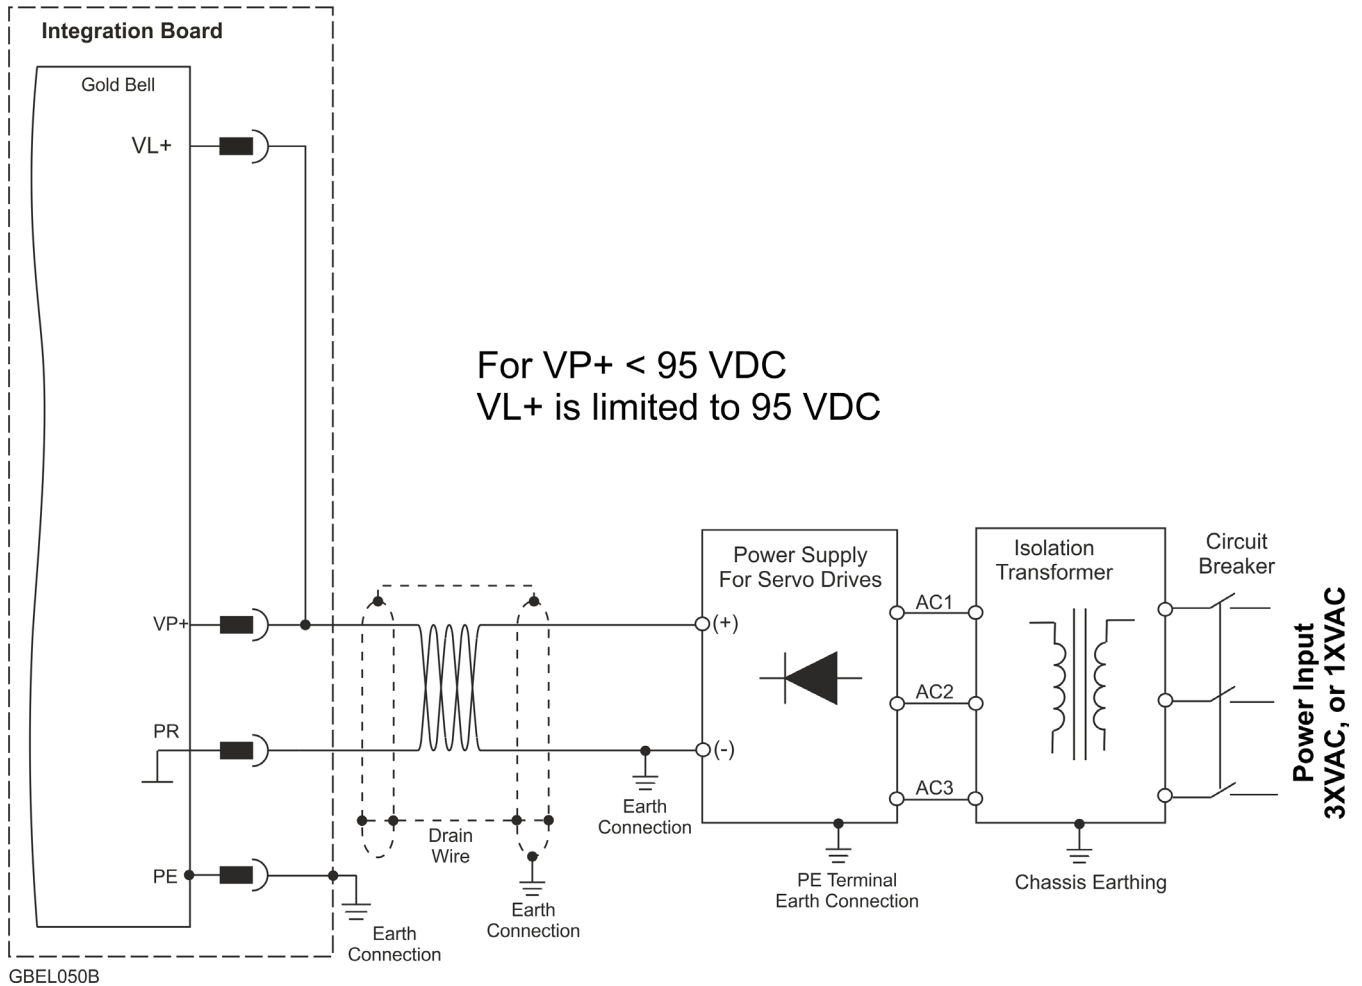 Integration Board
Gold Bell
VL+
For VP+ < 95 VDC
VL+ is limited to 95 VDC
VP+
PR
PE
Drain
Wire
Earth
Connection
Earth
Connection
Earth
Connection
Power Supply
For Servo Drives
(+)
(-)
PE Terminal
Earth Connection
AC1
AC2
AC3
Isolation
Transformer
Chassis Earthing
Circuit
Breaker
Power Input
3XVAC, or 1XVAC
GBEL050B